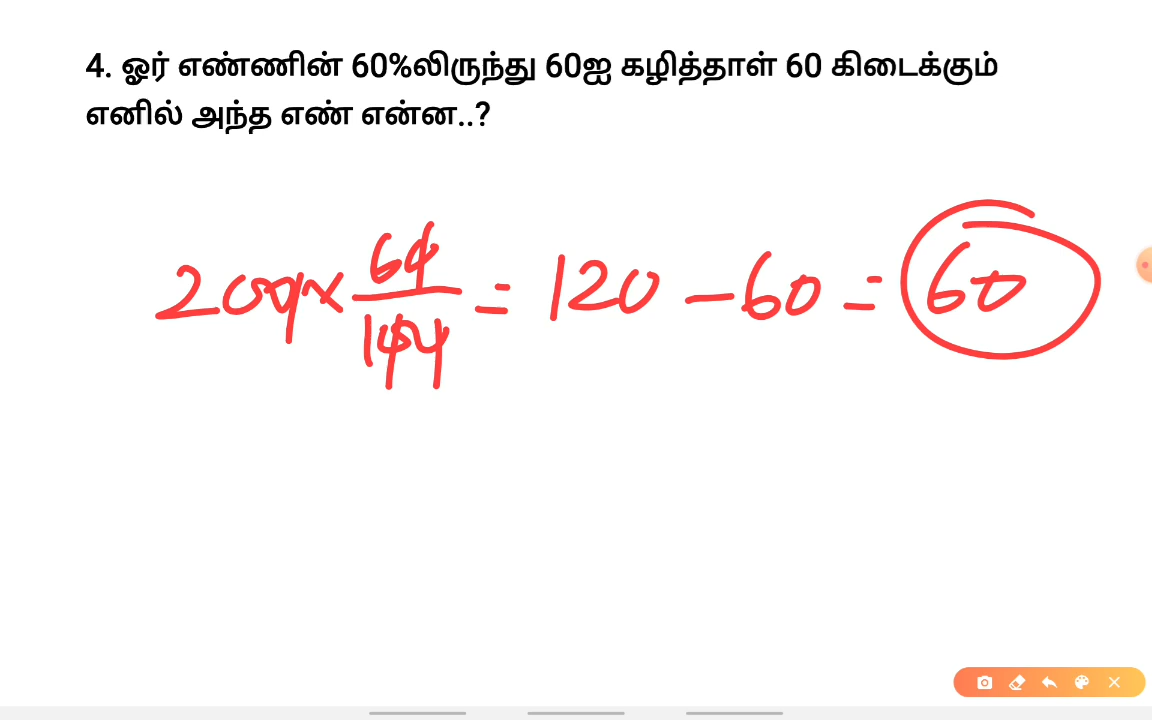 4. ஓர் எண்ணின் 60%லிருந்து 60ஐ கழித்தாள் 60 கிடைக்கும்
எனில் அந்த எண் என்ன..?
200 × 60/100 = 120 - 60 = 60